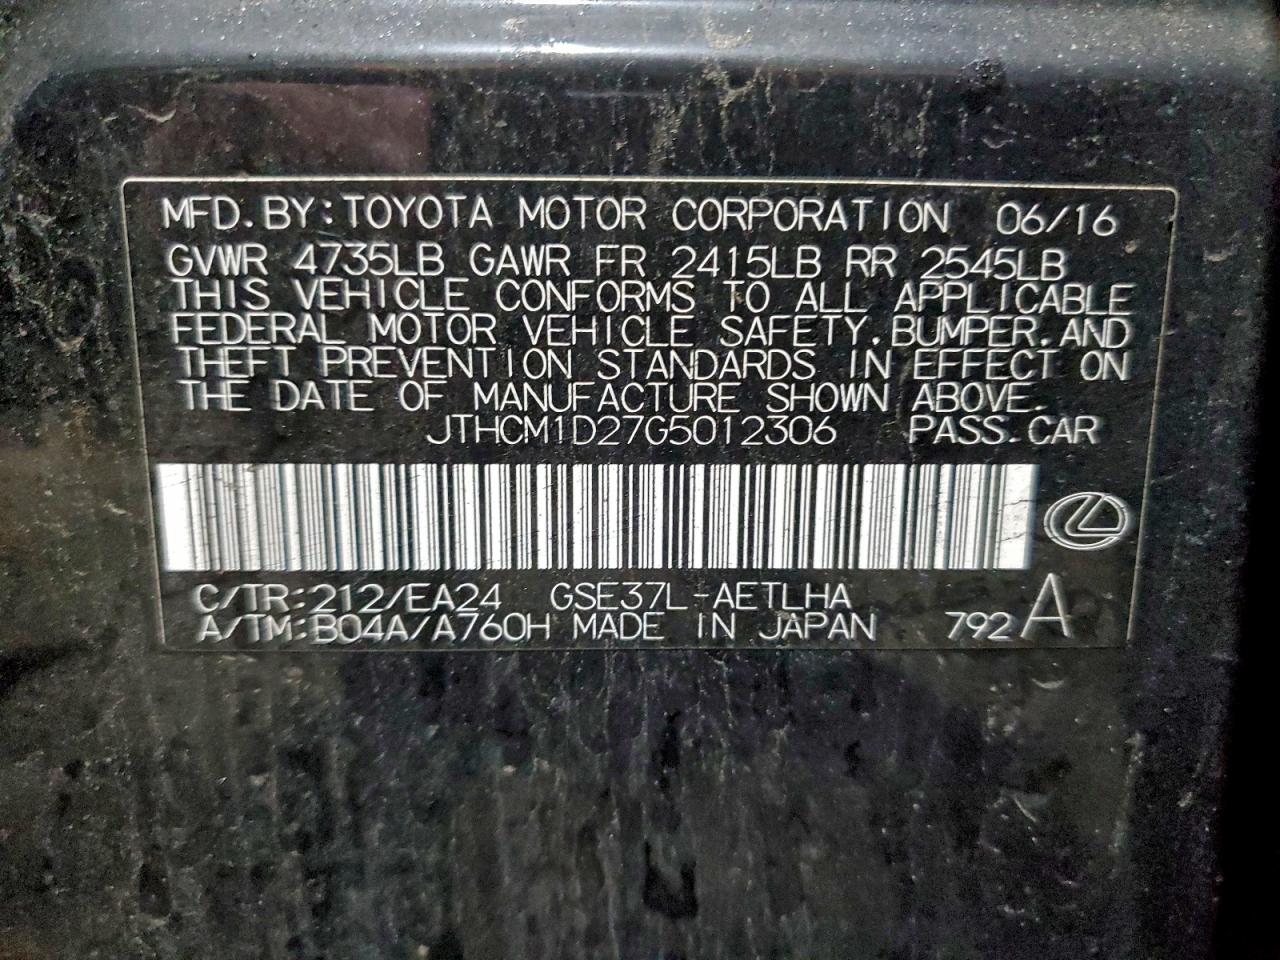 MFD.BY:TOYOTA MOTOR CORPORATION 06/16
GVWR 4735LB GAWR FR 2415LB RR 2545LB
THIS VEHICLE CONFORMS TO ALL APPLICABLE
FEDERAL MOTOR VEHICLE SAFETY,BUMPER,AND
THEFT PREVENTION STANDARDS IN EFFECT ON
THE DATE OF MANUFACTURE SHOWN ABOVE.
JTHCM1D27G5012306 PASS.CAR
C/TR:212/EA24 GSE37L-AETLHA
A/TM:B04A/A760H MADE IN JAPAN 792A